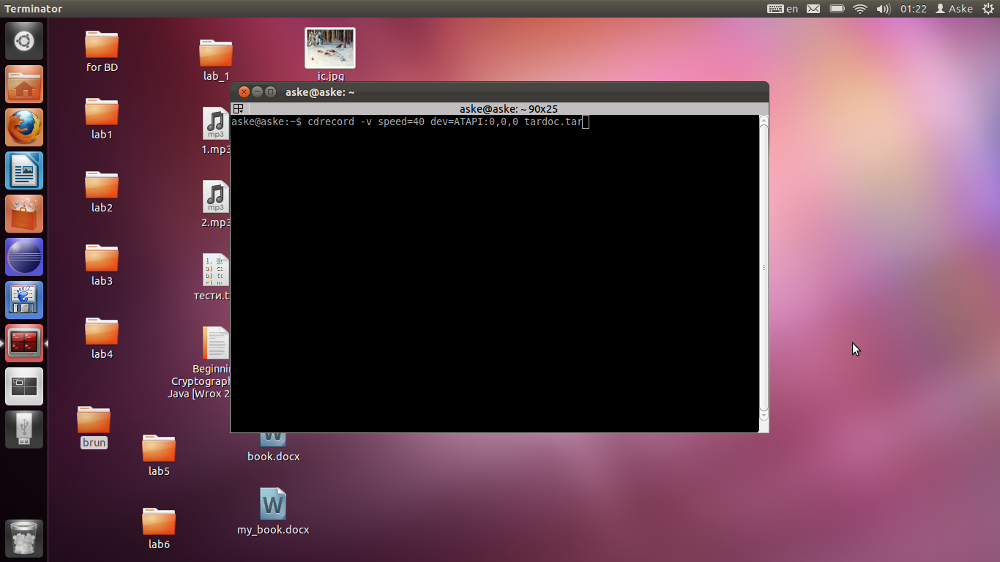 Terminator
en
01:22
Aske
for BD
lab_1
ic.jpg
aske@aske: ~
aske@aske: ~ 90x25
aske@aske:~$ cdrecord -v speed=40 dev=ATAPI:0,0,0 tardoc.tar
lab1
mp3
1.mp3
lab2
mp3
2.mp3
lab3
тести.t
lab4
Beginni
Cryptograph
Java [Wrox 2
brun
lab5
book.docx
W
my_book.docx
lab6